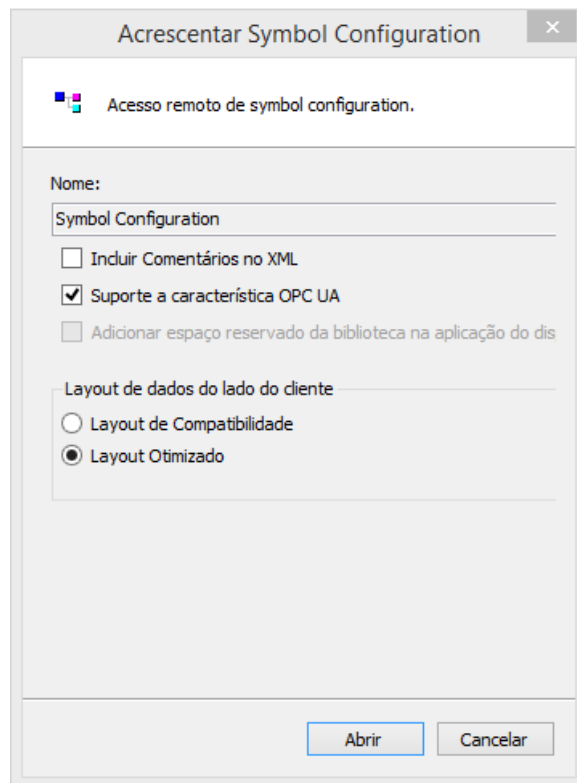 Acrescentar Symbol Configuration
Acesso remoto de symbol configuration.
Nome:
Symbol Configuration
Incluir Comentários no XML
Suporte a característica OPC UA
Adicionar espaço reservado da biblioteca na aplicação do dis
Layout de dados do lado do cliente
Layout de Compatibilidade
Layout Otimizado
Abrir Cancelar